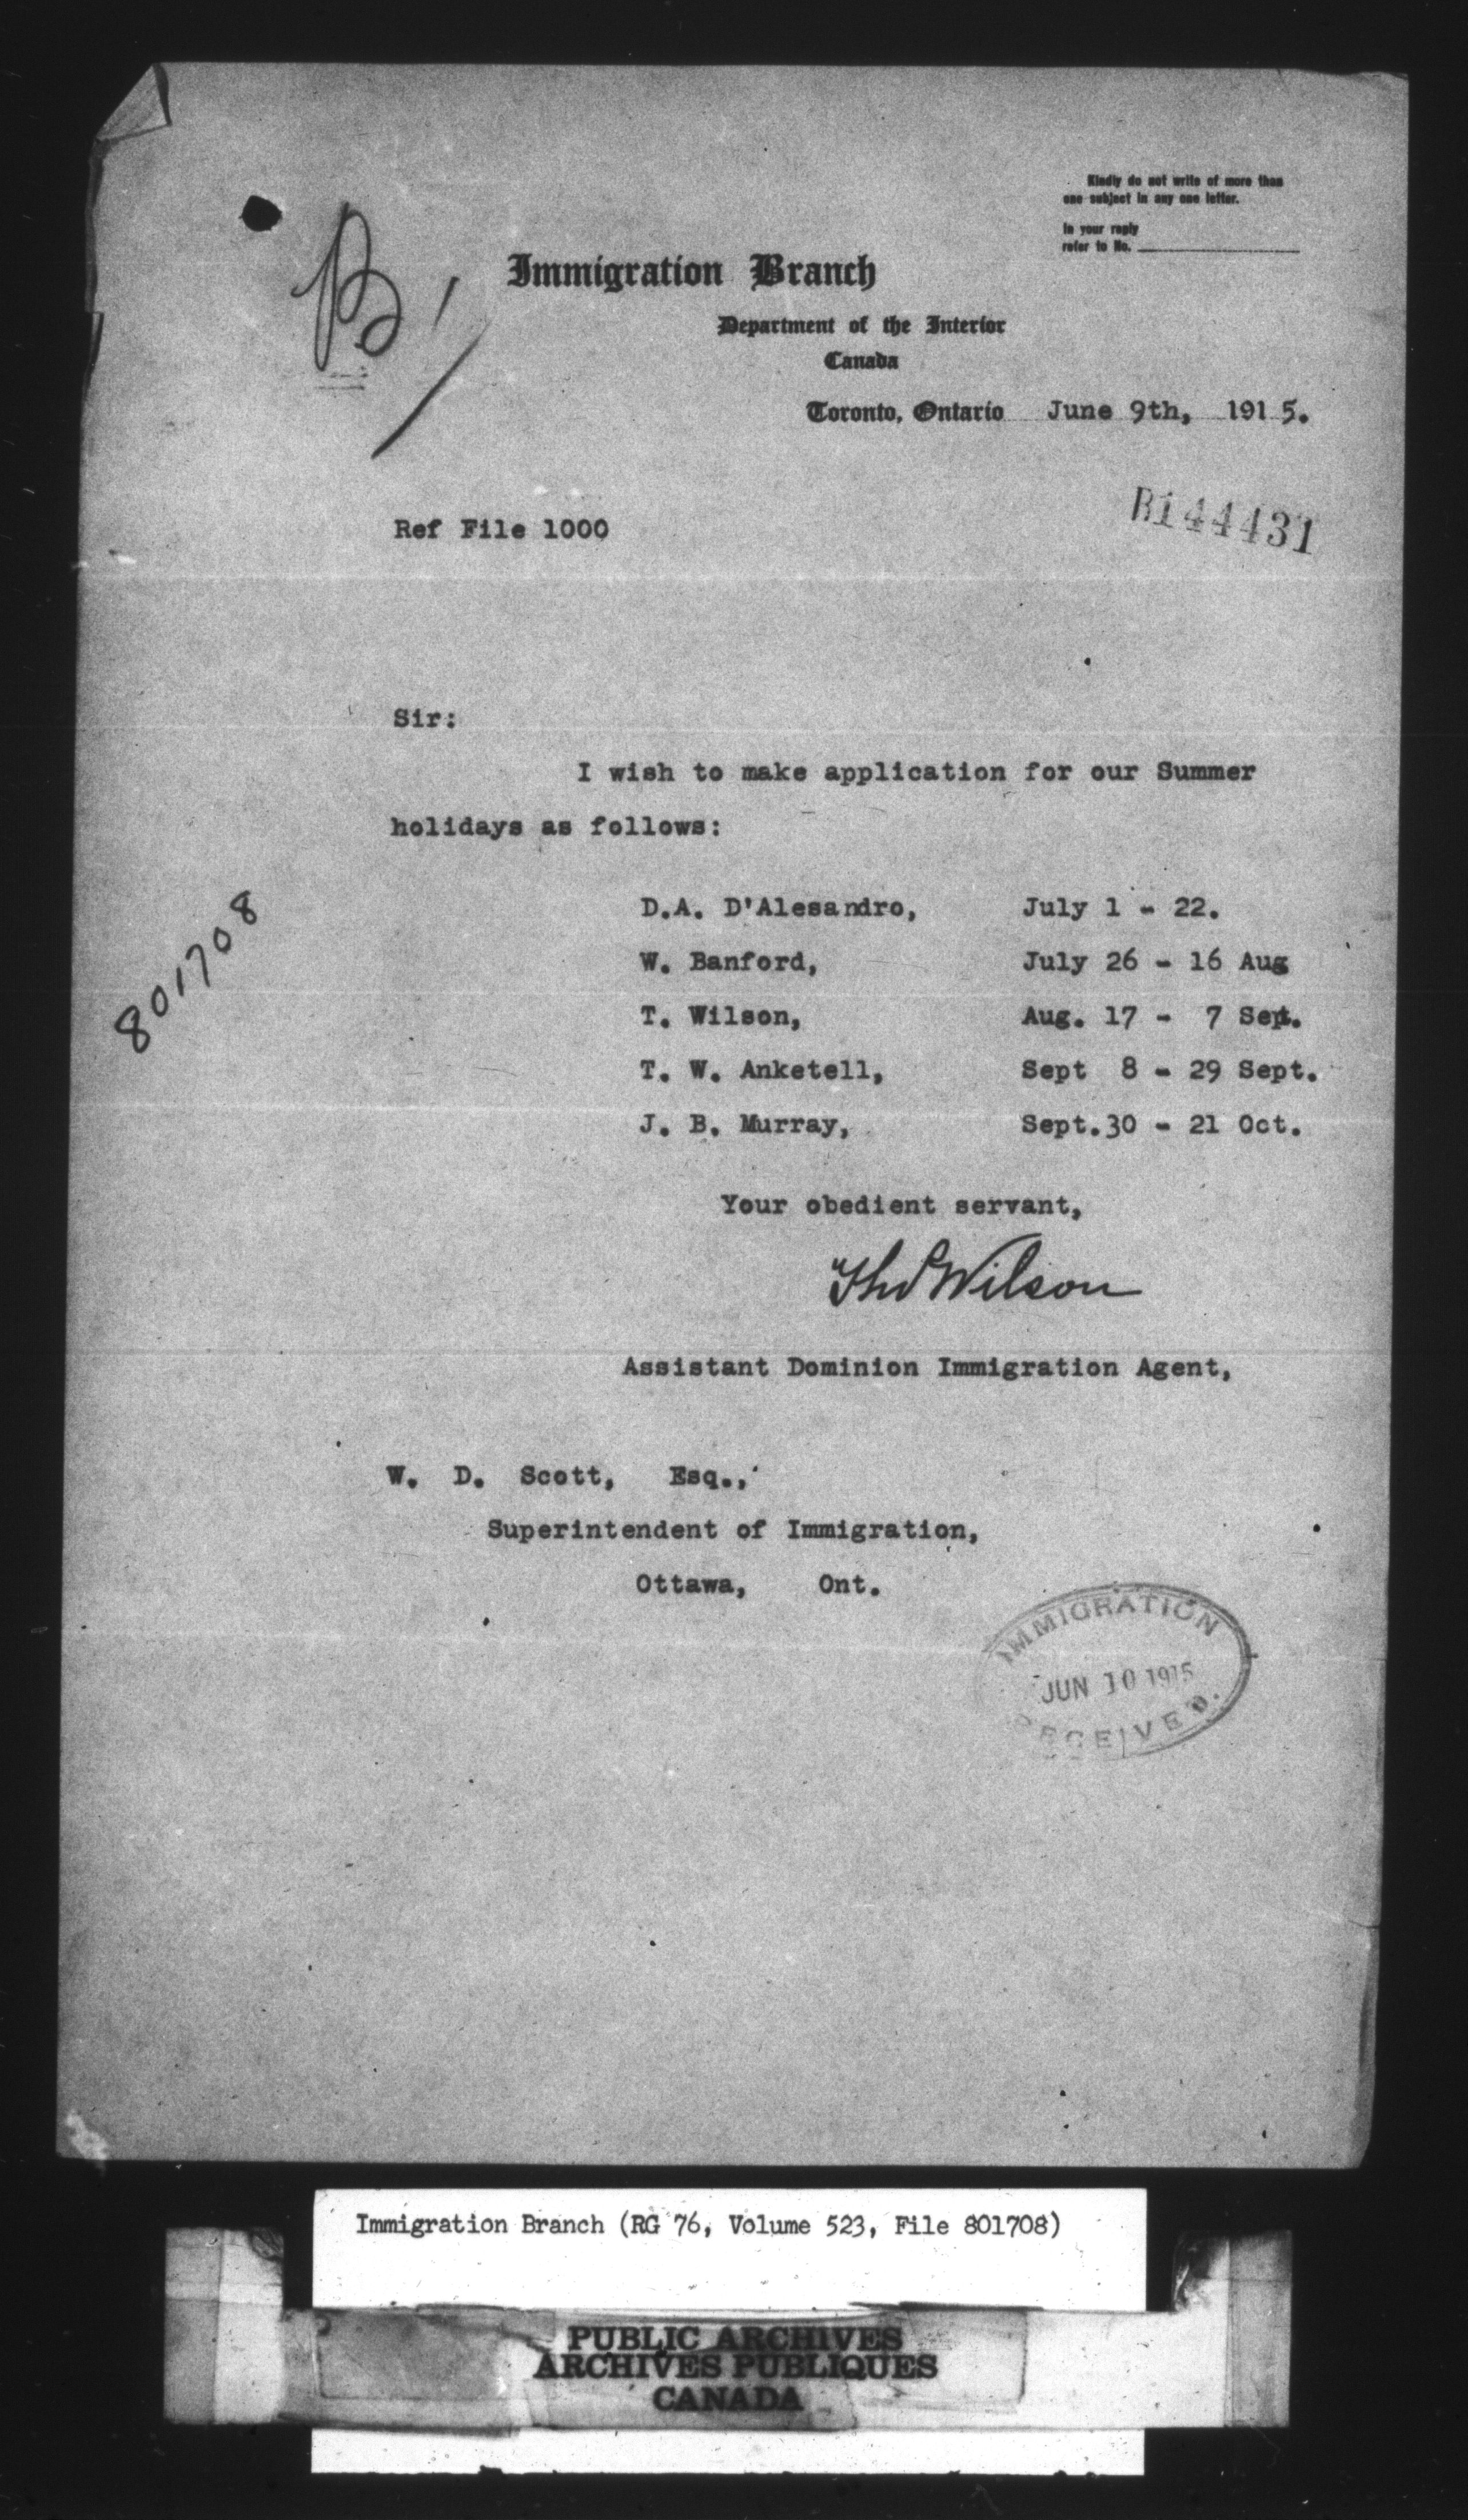 Kindly do not write of more than
one subject in any one letter.
In your reply
refer to No.
B
Immigration Branch
Department of the Interior
Canada
Toronto, Ontario June 9th, 1915.
B144431
Ref File 1000
Sir:
I wish to make application for our Summer
holidays as follows:
801708
D.A. D'Alesandro, July 1 - 22.
W. Banford, July 26 - 16 Aug
T. Wilson, Aug. 17 - 7 Sept.
T. W. Anketell, Sept 8 - 29 Sept.
J. B. Murray, Sept.30 - 21 Oct.
Your obedient servant,
Wilson
Assistant Dominion Immigration Agent,
W. D. Scott, Esq.,
Superintendent of Immigration,
Ottawa, Ont.
IMMIGRATION
JUN 10 1915
RECEIVED.
Immigration Branch (RG 76, Volume 523, File 801708)
PUBLIC ARCHIVES
ARCHIVES PUBLIQUES
CANADA